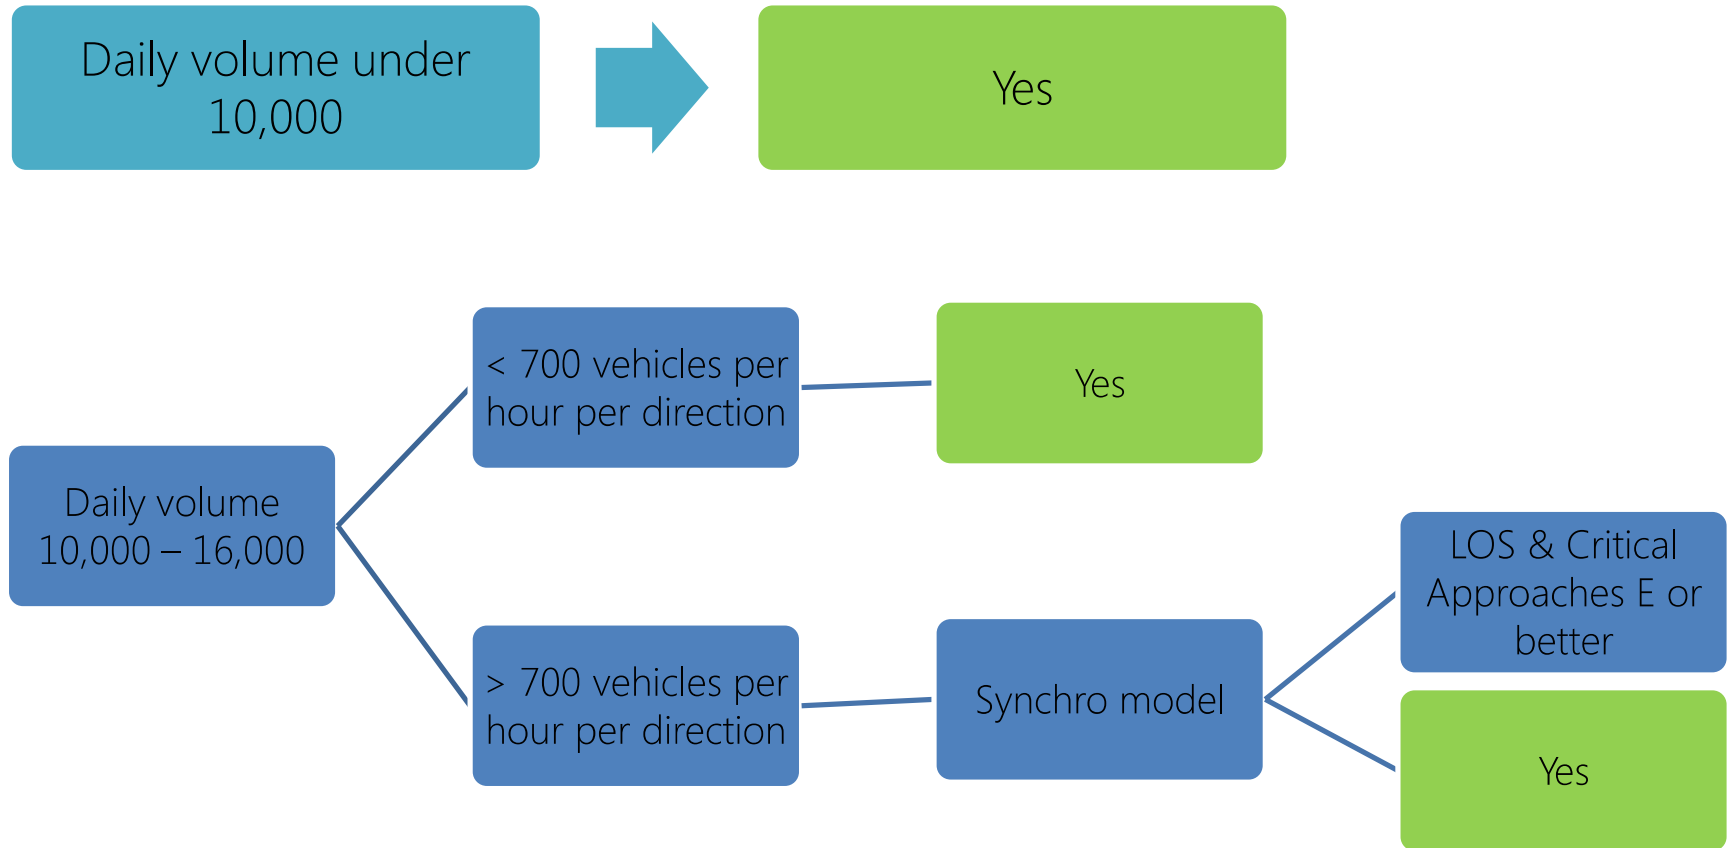 Daily volume under
10,000
Yes
< 700 vehicles per
hour per direction
Yes
Daily volume
10,000 – 16,000
> 700 vehicles per
hour per direction
Synchro model
LOS & Critical
Approaches E or
better
Yes